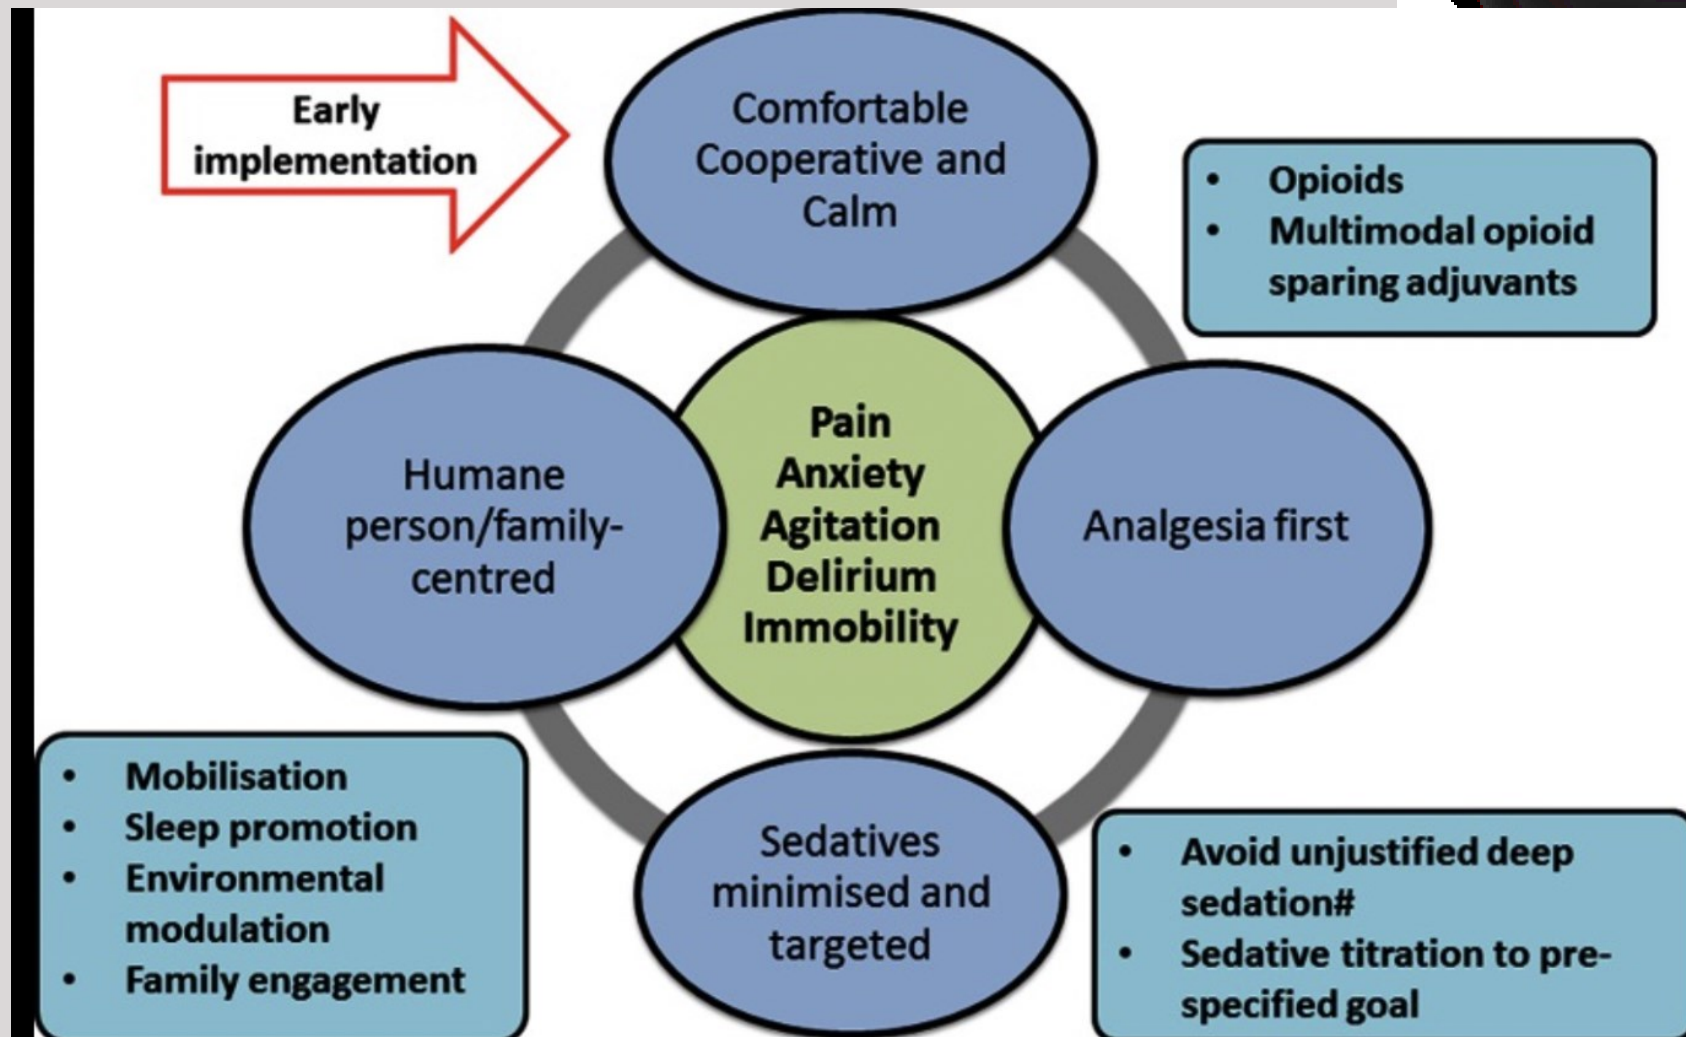 Early
implementation
Comfortable
Cooperative and
Calm
• Opioids
• Multimodal opioid
sparing adjuvants
Humane
person/family-
centred
Pain
Anxiety
Agitation
Delirium
Immobility
Analgesia first
• Mobilisation
• Sleep promotion
• Environmental
modulation
• Family engagement
Sedatives
minimised and
targeted
• Avoid unjustified deep
sedation#
• Sedative titration to pre-
specified goal